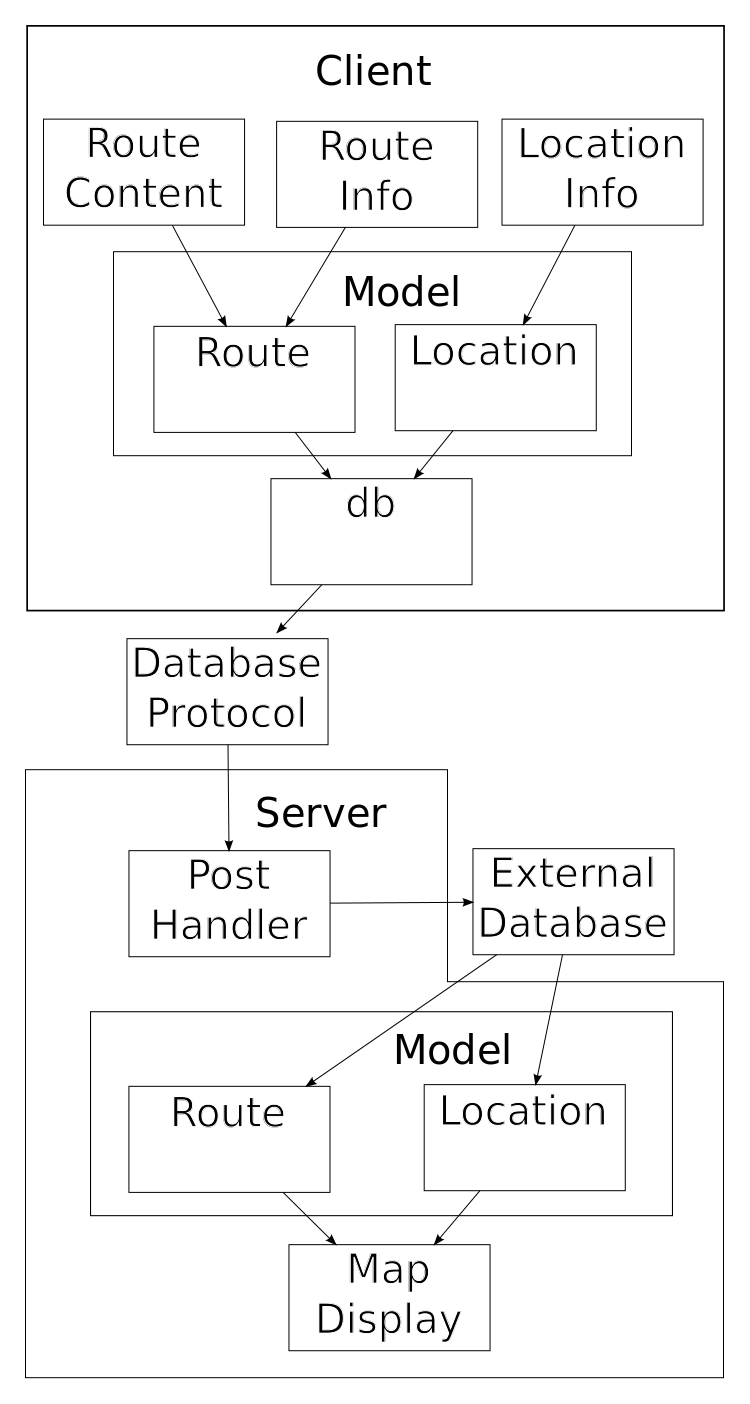 Client
Route
Content
Route
Info
Location
Info
Model
Route
Location
db
Database
Protocol
Server
Post
Handler
External
Database
Model
Route
Location
Map
Display